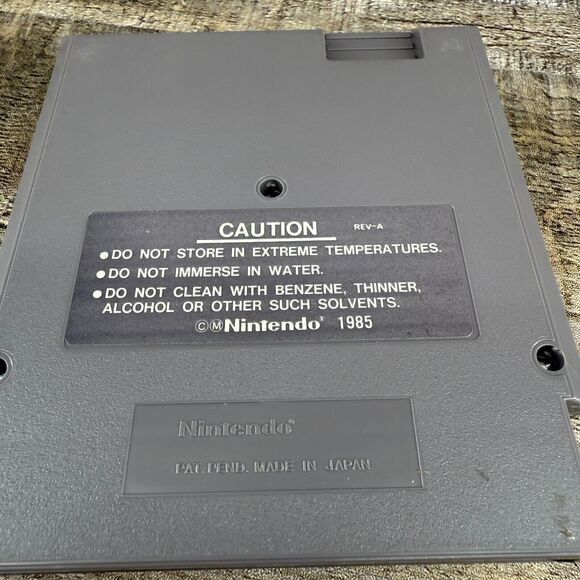 CAUTION REV-A
• DO NOT STORE IN EXTREME TEMPERATURES.
• DO NOT IMMERSE IN WATER.
• DO NOT CLEAN WITH BENZENE, THINNER,
ALCOHOL OR OTHER SUCH SOLVENTS.
©Ⓜ Nintendo® 1985
Nintendo®
PAT. PEND. MADE IN JAPAN